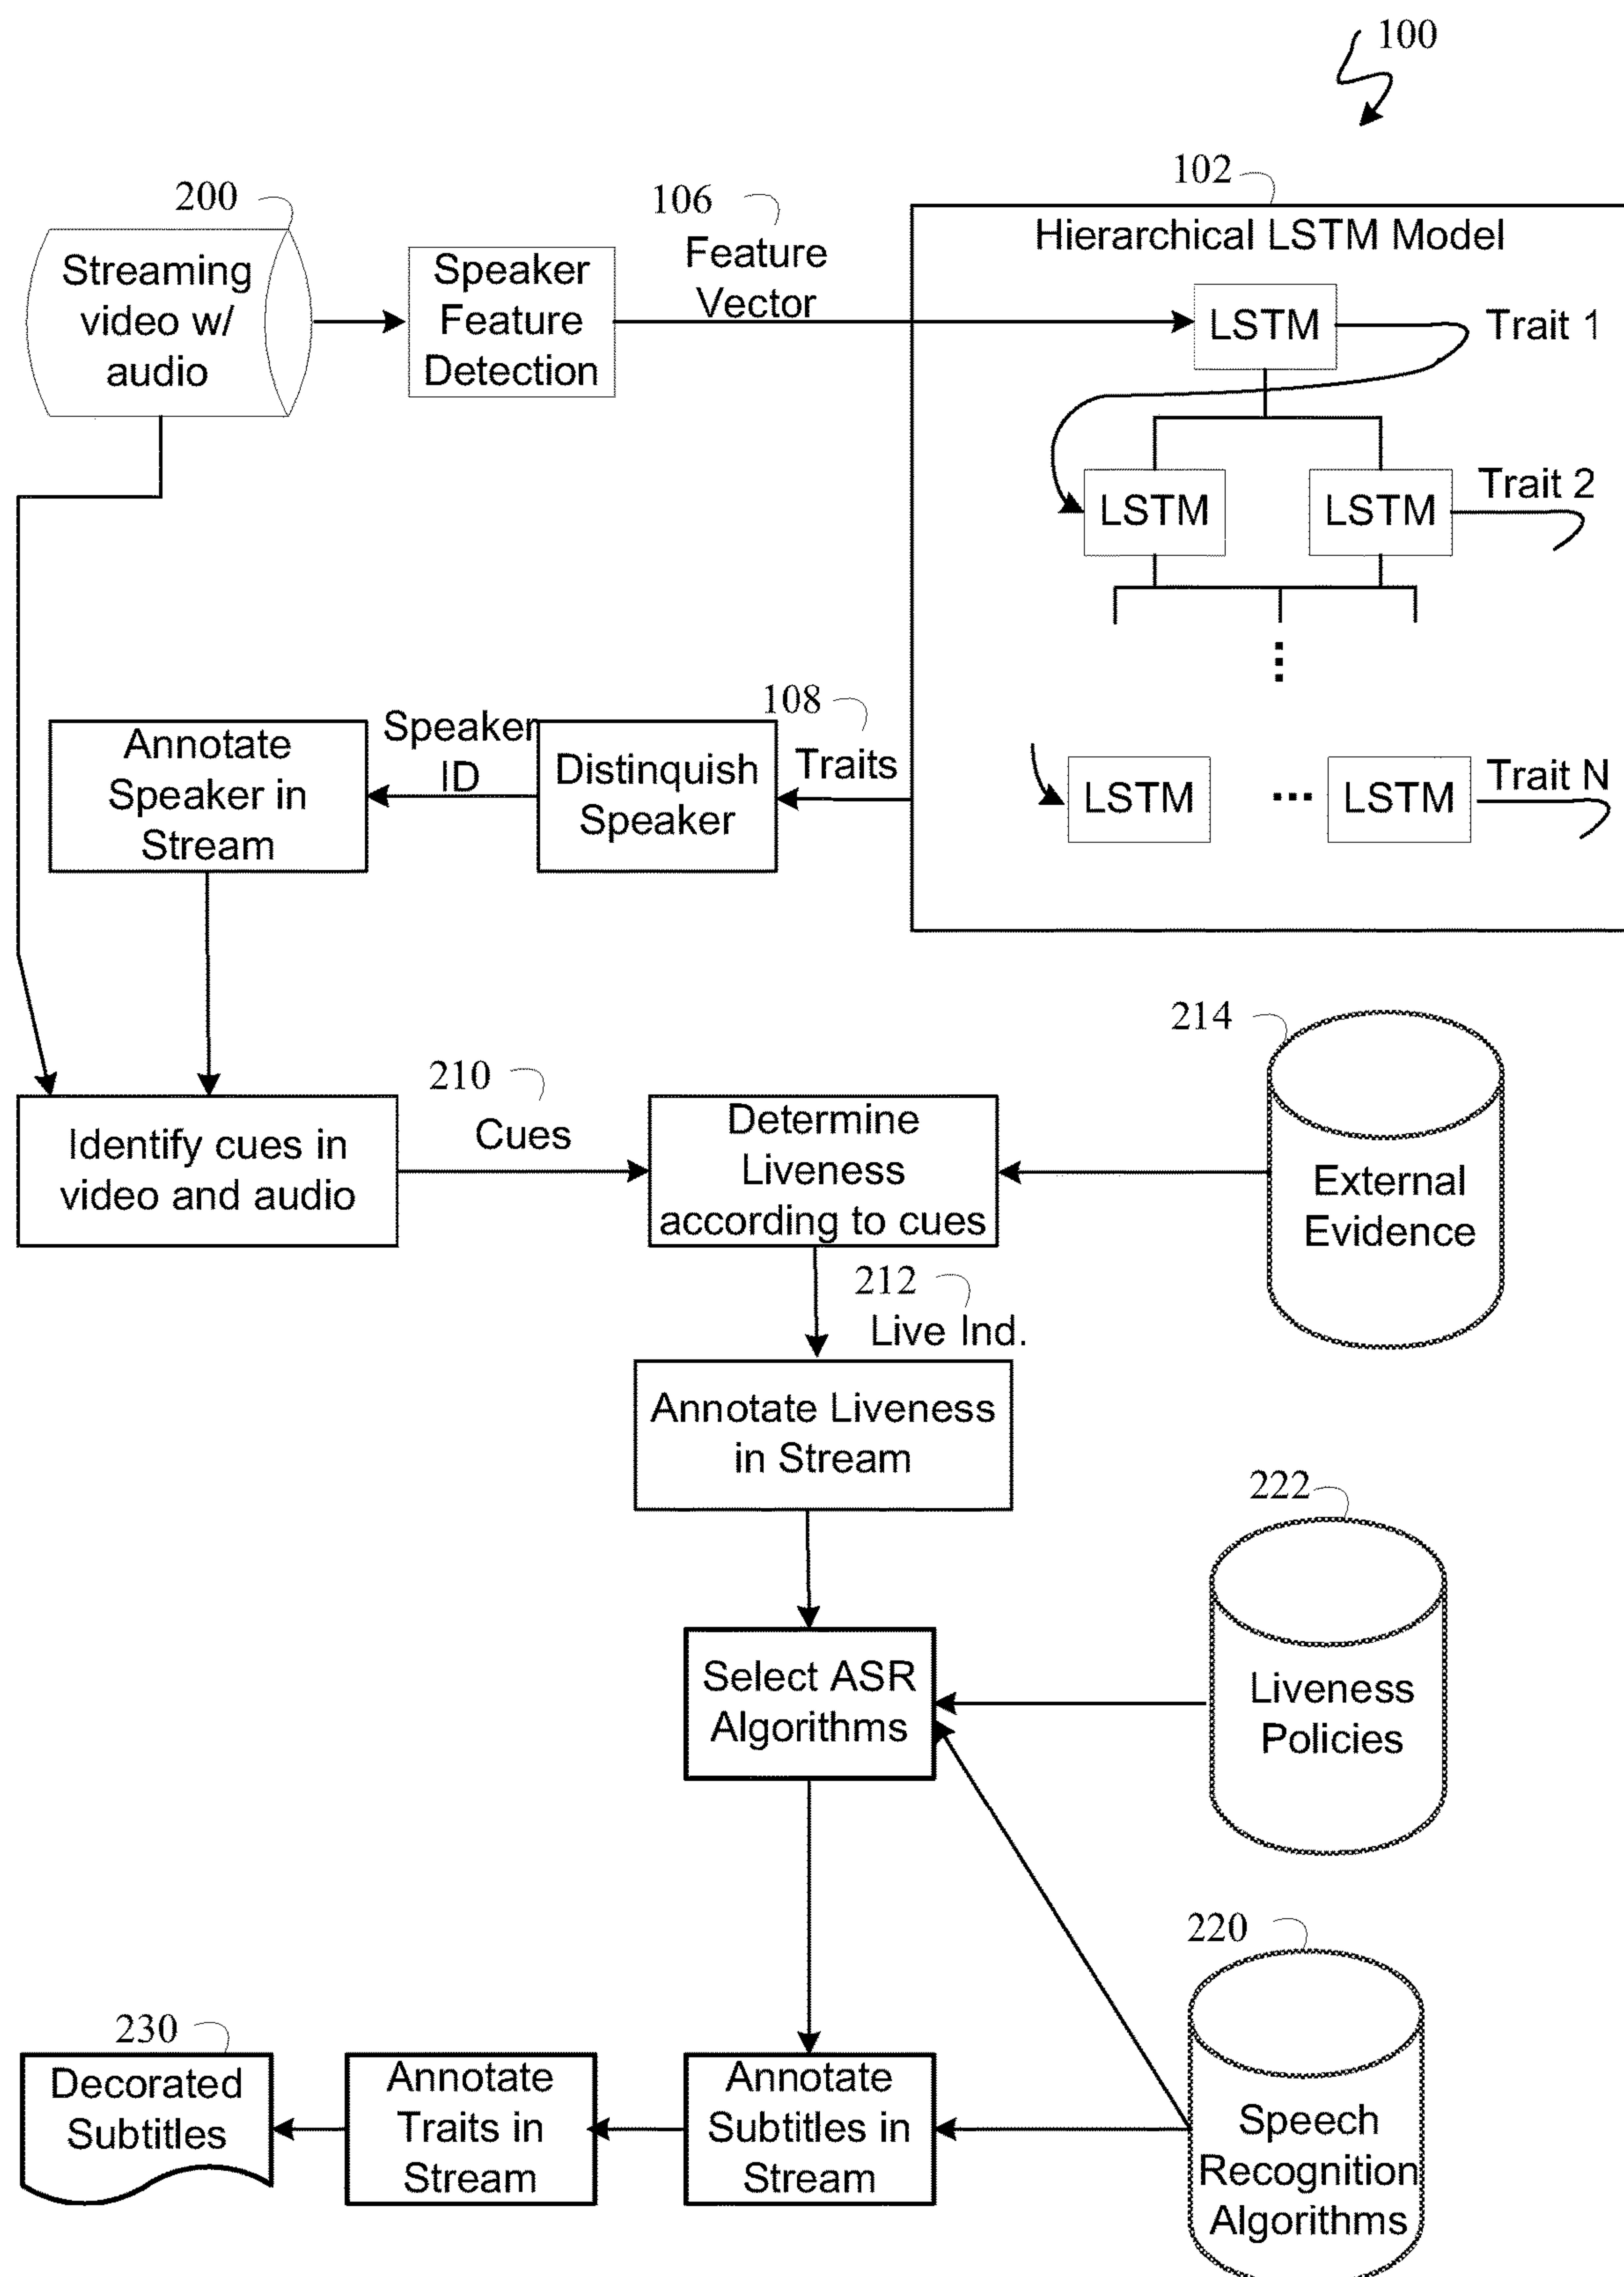 100
200
Streaming
video w/
audio
Speaker
Feature
Detection
106
Feature
Vector
102
Hierarchical LSTM Model
LSTM
Trait 1
LSTM
LSTM
Trait 2
LSTM
...
LSTM
Trait N
108
Traits
Distinquish
Speaker
Speaker
ID
Annotate
Speaker in
Stream
Identify cues in
video and audio
210
Cues
Determine
Liveness
according to cues
214
External
Evidence
212
Live Ind.
Annotate Liveness
in Stream
222
Liveness
Policies
Select ASR
Algorithms
220
Speech
Recognition
Algorithms
Annotate
Subtitles in
Stream
Annotate
Traits in
Stream
230
Decorated
Subtitles